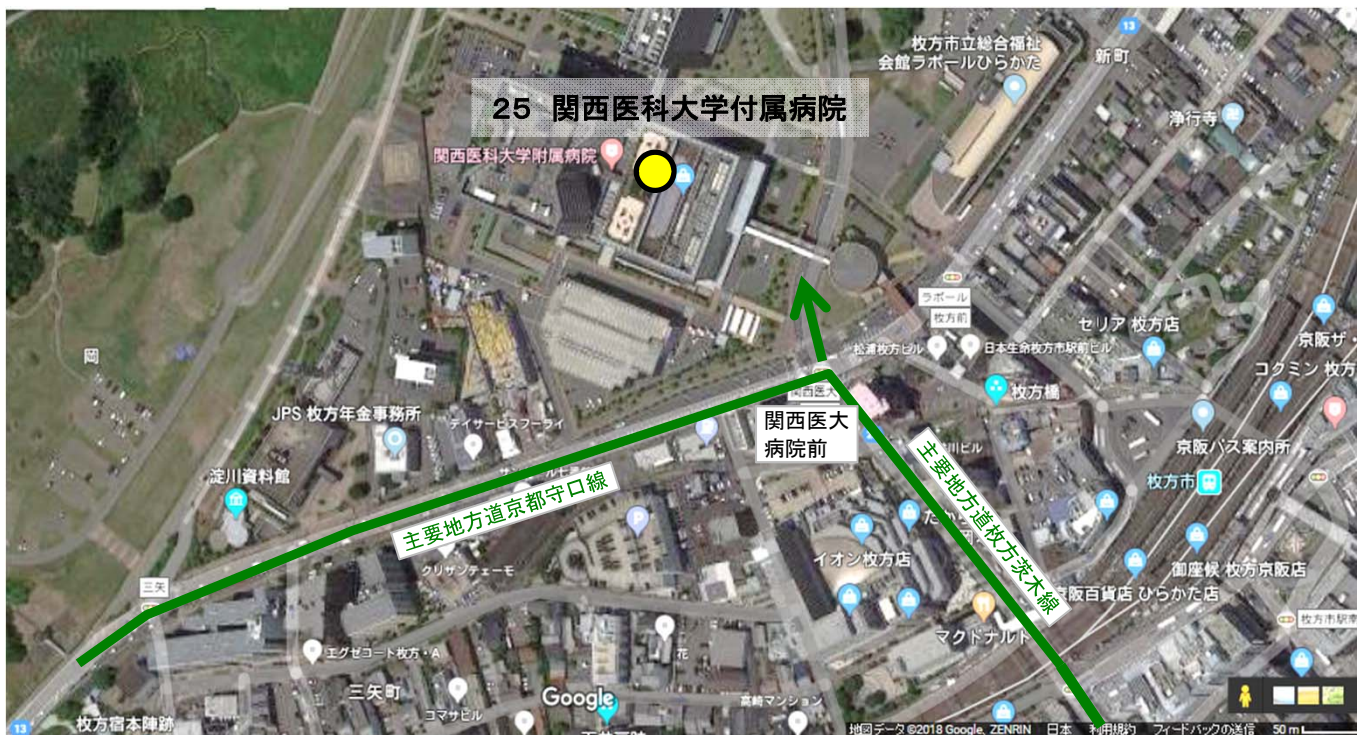 13
新町
枚方市立総合福祉
会館ラポールひらかた
25 関西医科大学付属病院
浄行寺
関西医科大学附属病院
ラポール
枚方前
セリア 枚方店
京阪ザ・
松瀬枚方ビル
日本生命枚方市駅前ビル
コクミン 枚方
岡
関西医大
枚方橋
JPS 枚方年金事務所
デイサービスフーライ
関西医大
病院前
京阪バス案内所
淀川資料館
枚方市
主要地方道京都守口線
主要地方道枚方茨木線
イオン枚方店
クリザンテーモ
御座候 枚方京阪店
三矢
京阪百貨店 ひらかた店
マクドナルド
枚方市駅南
エグゼコート枚方・A
花
三矢町
Google
コマサビル
高崎マンション
13
枚方宿本陣跡
地図データ ©2018 Google, ZENRIN 日本 利用規約 フィードバックの送信 50 m